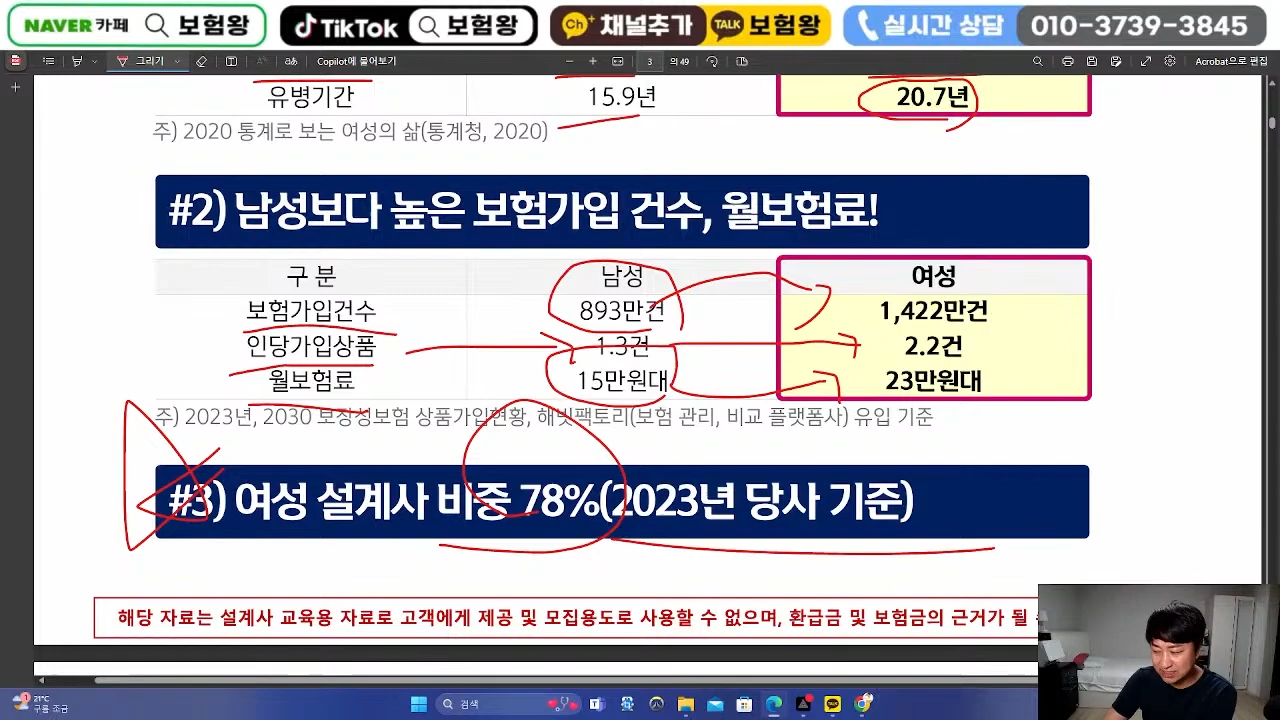 NAVER 카페 보험왕 TikTok 보험왕 Ch+ 채널추가 TALK 보험왕 실시간 상담 010-3739-3845
그리기 Copilot에 물어보기 3 의 49 Acrobat으로 편집
유병기간 15.9년 20.7년
주) 2020 통계로 보는 여성의 삶(통계청, 2020)
#2) 남성보다 높은 보험가입 건수, 월보험료!
구 분 남성 여성
보험가입건수 893만건 1,422만건
인당가입상품 1.3건 2.2건
월보험료 15만원대 23만원대
주) 2023년, 2030 보장성보험 상품가입현황, 해빗팩토리(보험 관리, 비교 플랫폼사) 유입 기준
#3) 여성 설계사 비중 78%(2023년 당사 기준)
해당 자료는 설계사 교육용 자료로 고객에게 제공 및 모집용도로 사용할 수 없으며, 환급금 및 보험금의 근거가 될
21°C
구름 조금
검색